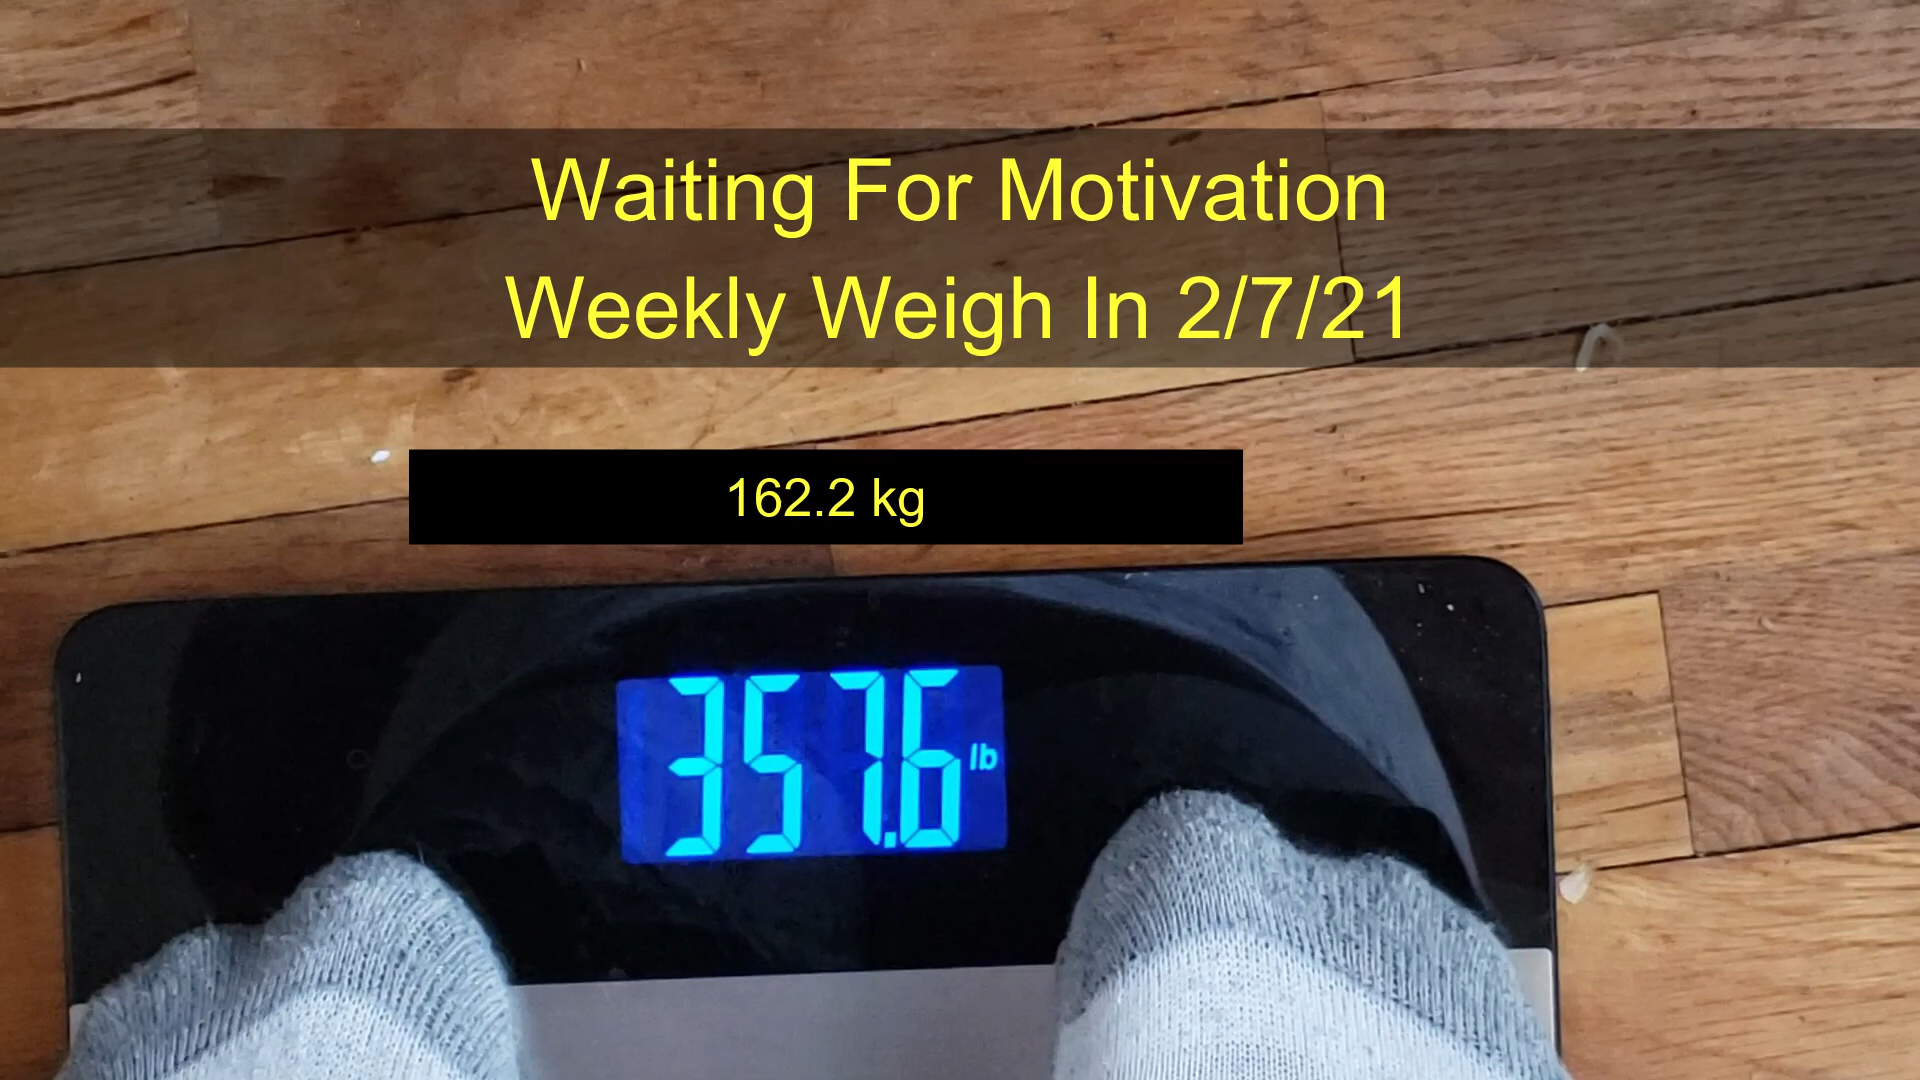 Waiting For Motivation
Weekly Weigh In 2/7/21
162.2 kg
357.6 lb